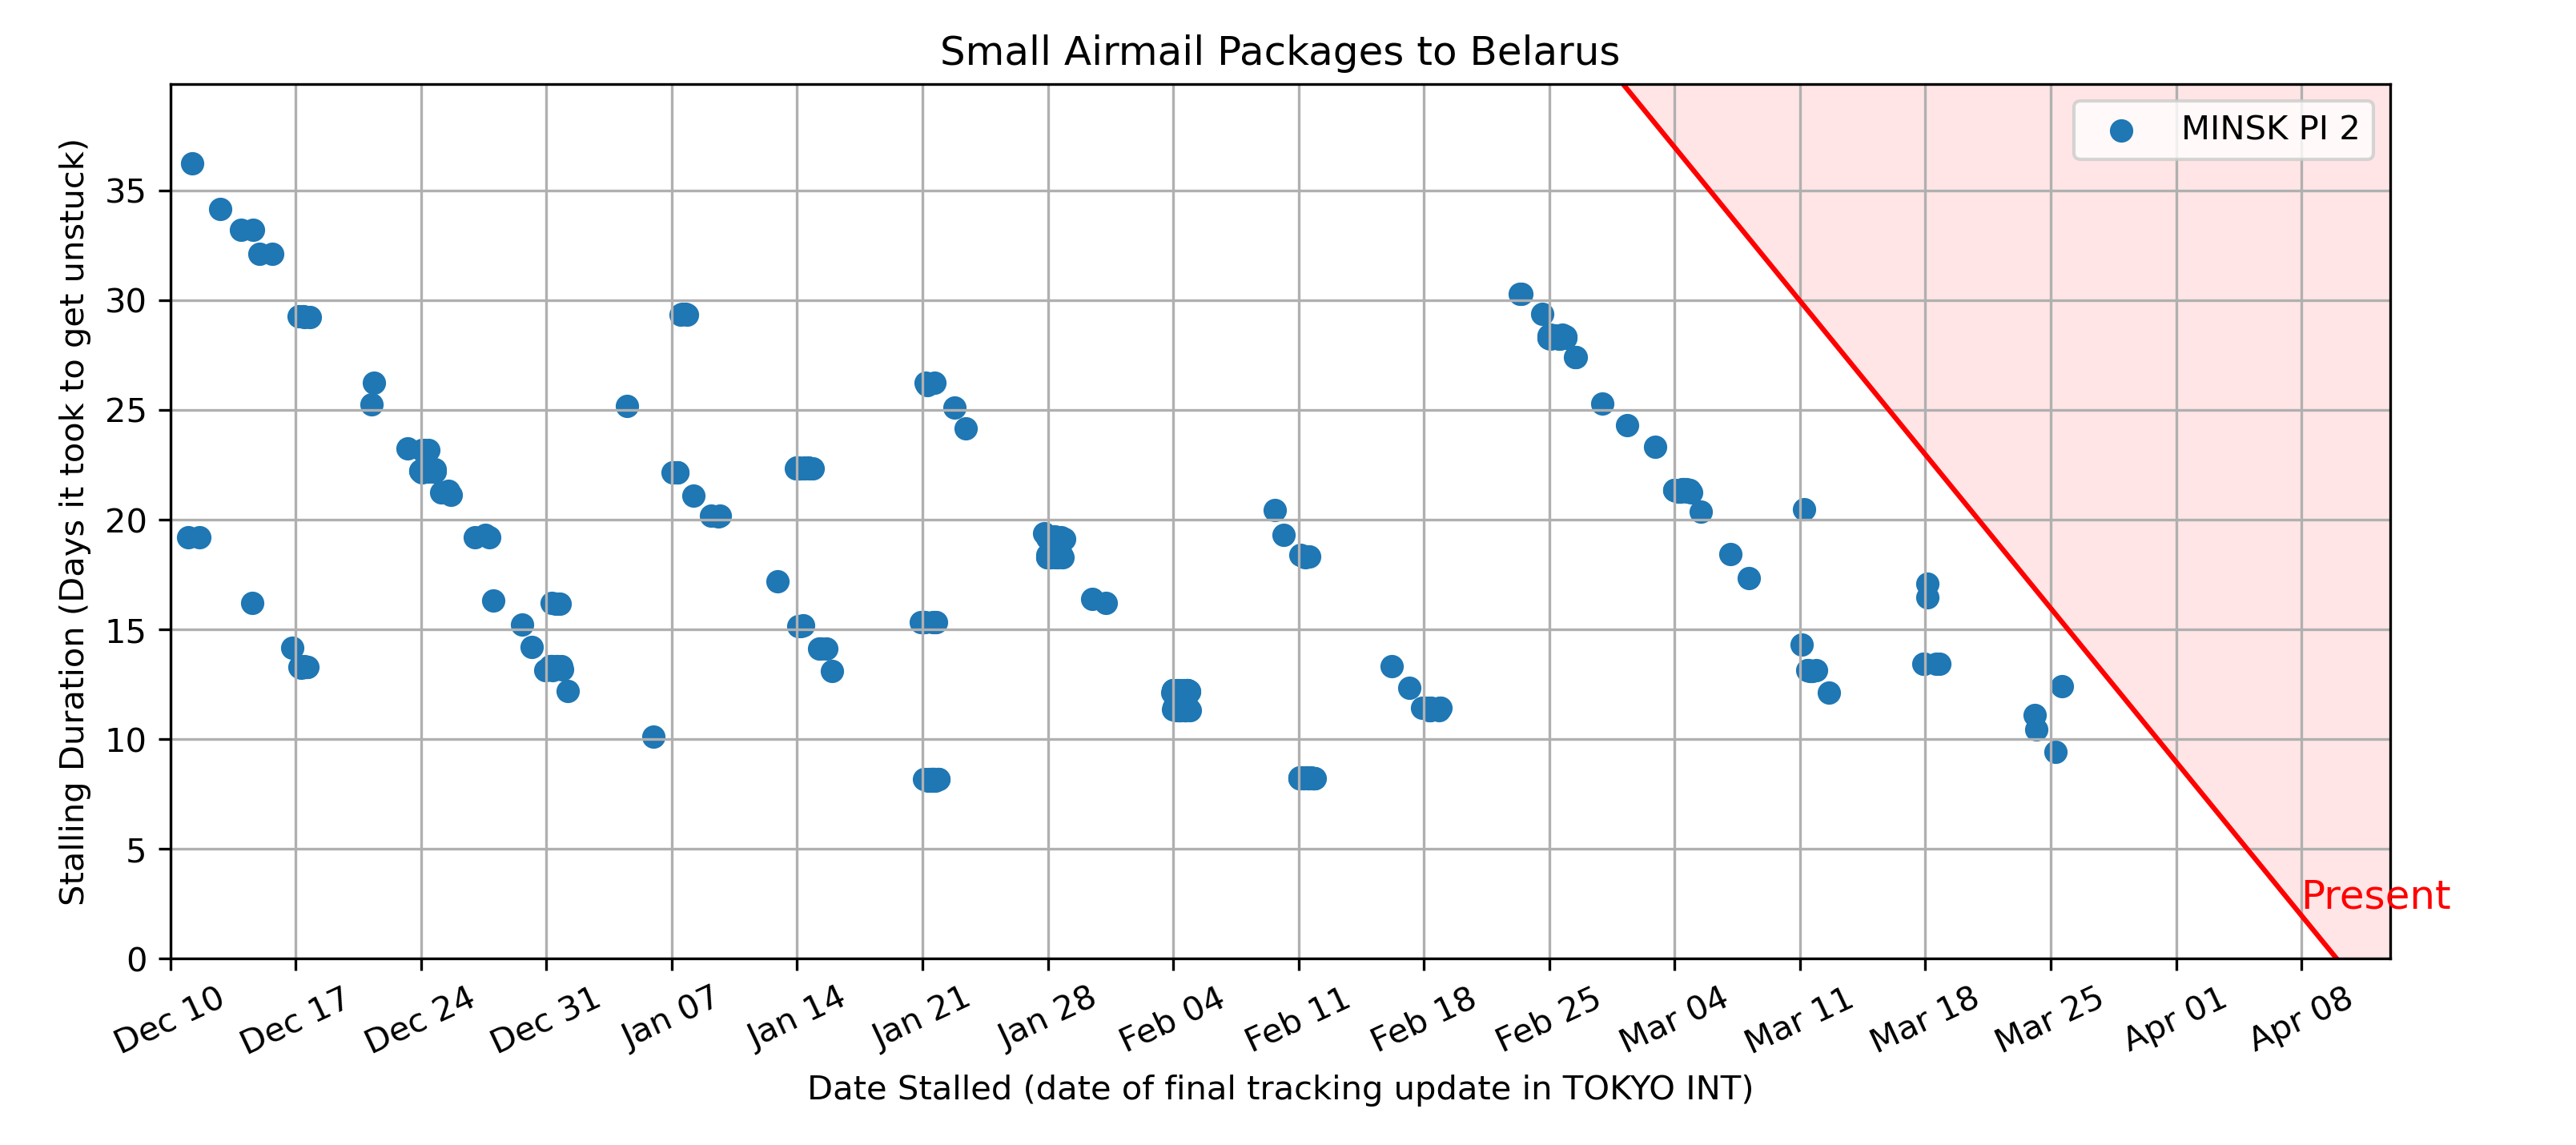 Small Airmail Packages to Belarus
MINSK PI 2
Stalling Duration (Days it took to get unstuck)
35
30
25
20
15
10
5
0
Present
Dec 10
Dec 17
Dec 24
Dec 31
Jan 07
Jan 14
Jan 21
Jan 28
Feb 04
Feb 11
Feb 18
Feb 25
Mar 04
Mar 11
Mar 18
Mar 25
Apr 01
Apr 08
Date Stalled (date of final tracking update in TOKYO INT)